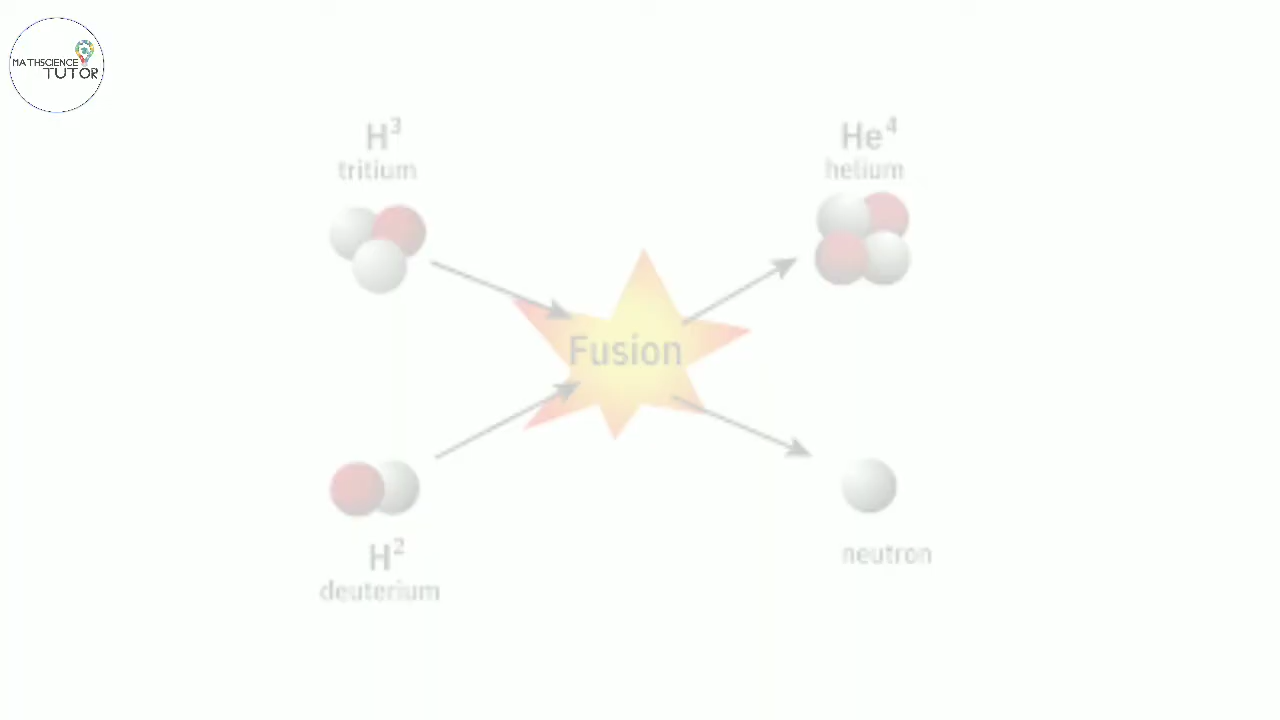 MATHSCIENCE
TUTOR
H³
tritium
He⁴
helium
Fusion
H²
deuterium
neutron